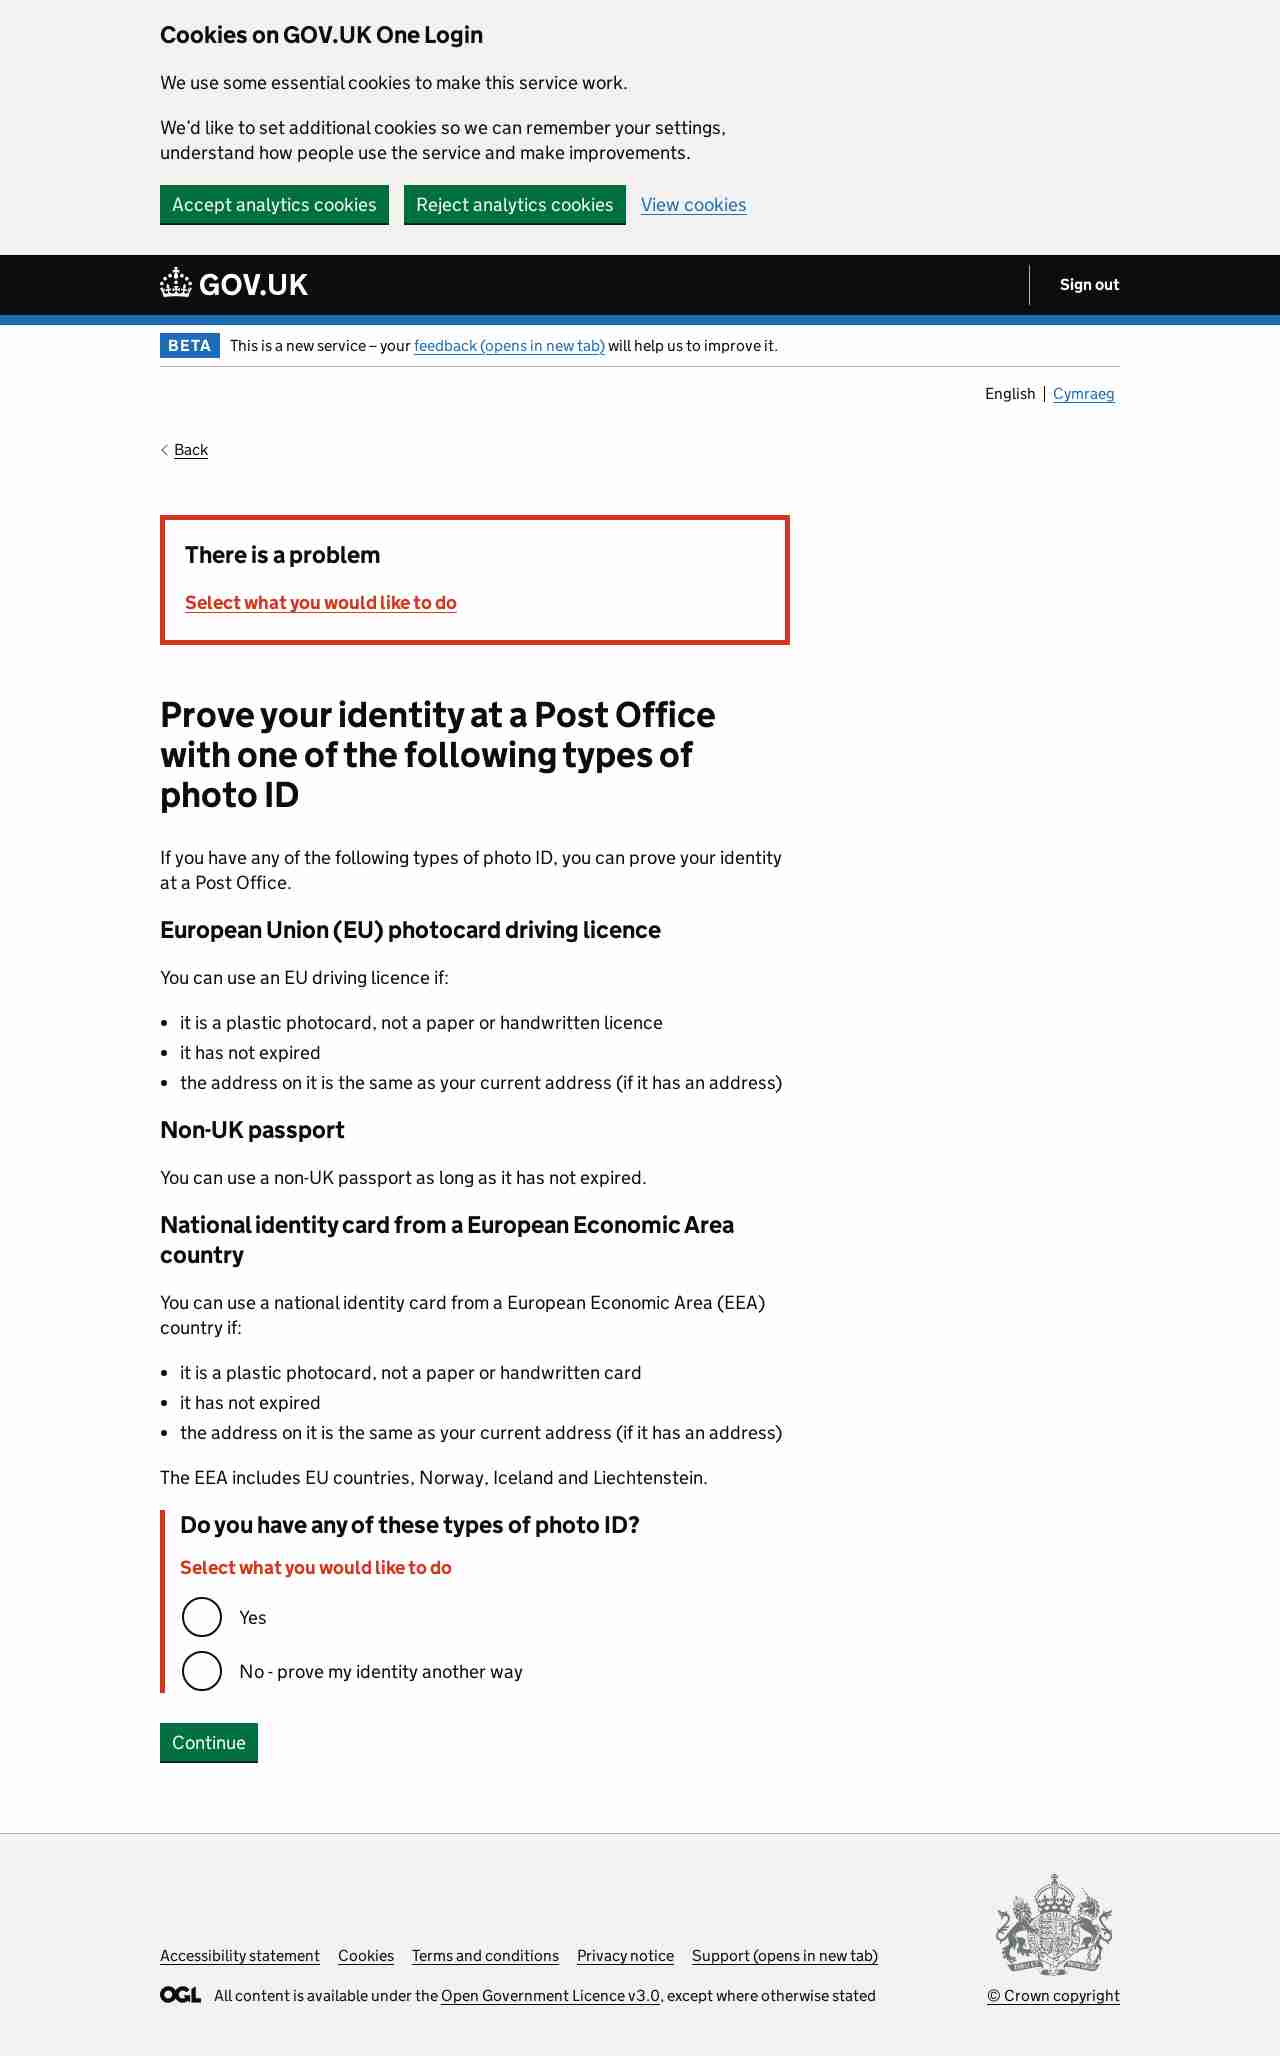 Cookies on GOV.UK One Login
We use some essential cookies to make this service work.
We'd like to set additional cookies so we can remember your settings,
understand how people use the service and make improvements.
Accept analytics cookies Reject analytics cookies View cookies
GOV.UK Sign out
BETA This is a new service – your feedback (opens in new tab) will help us to improve it.
English Cymraeg
Back
There is a problem
Select what you would like to do
Prove your identity at a Post Office
with one of the following types of
photo ID
If you have any of the following types of photo ID, you can prove your identity
at a Post Office.
European Union (EU) photocard driving licence
You can use an EU driving licence if:
• it is a plastic photocard, not a paper or handwritten licence
• it has not expired
• the address on it is the same as your current address (if it has an address)
Non-UK passport
You can use a non-UK passport as long as it has not expired.
National identity card from a European Economic Area
country
You can use a national identity card from a European Economic Area (EEA)
country if:
• it is a plastic photocard, not a paper or handwritten card
• it has not expired
• the address on it is the same as your current address (if it has an address)
The EEA includes EU countries, Norway, Iceland and Liechtenstein.
Do you have any of these types of photo ID?
Select what you would like to do
Yes
No - prove my identity another way
Continue
Accessibility statement Cookies Terms and conditions Privacy notice Support (opens in new tab)
OGL All content is available under the Open Government Licence v3.0, except where otherwise stated
© Crown copyright